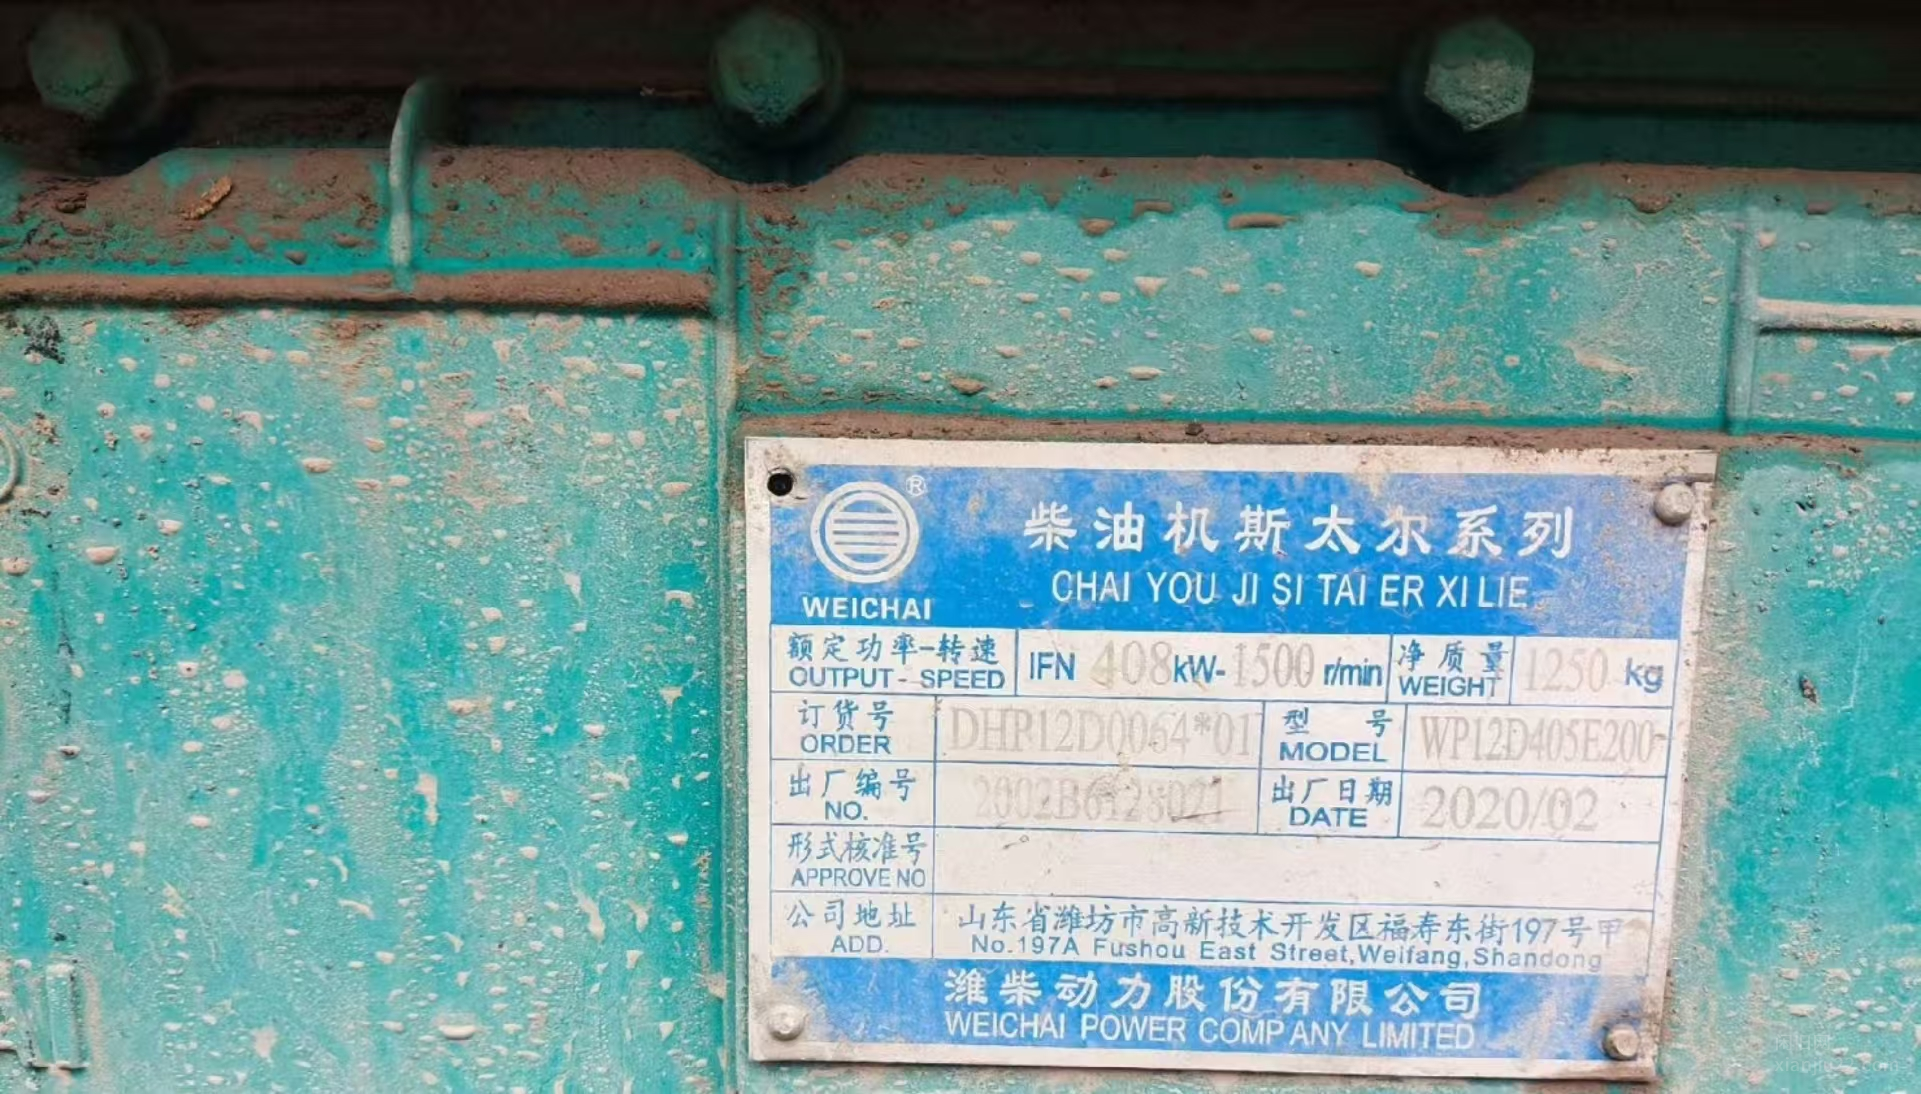 ®
WEICHAI
柴油机斯太尔系列
CHAI YOU JI SI TAI ER XI LIE
额定功率-转速 IFN 408 kW- 1500 r/min 净质量 1250 kg
OUTPUT - SPEED WEIGHT
订货号 DHP12D0064*01 型号 WP12D405E200
ORDER MODEL
出厂编号 出厂日期 2020/02
NO. DATE
形式核准号
APPROVE NO
公司地址 山东省潍坊市高新技术开发区福寿东街197号甲
ADD. No.197A Fushou East Street,Weifang,Shandong
潍柴动力股份有限公司
WEICHAI POWER COMPANY LIMITED